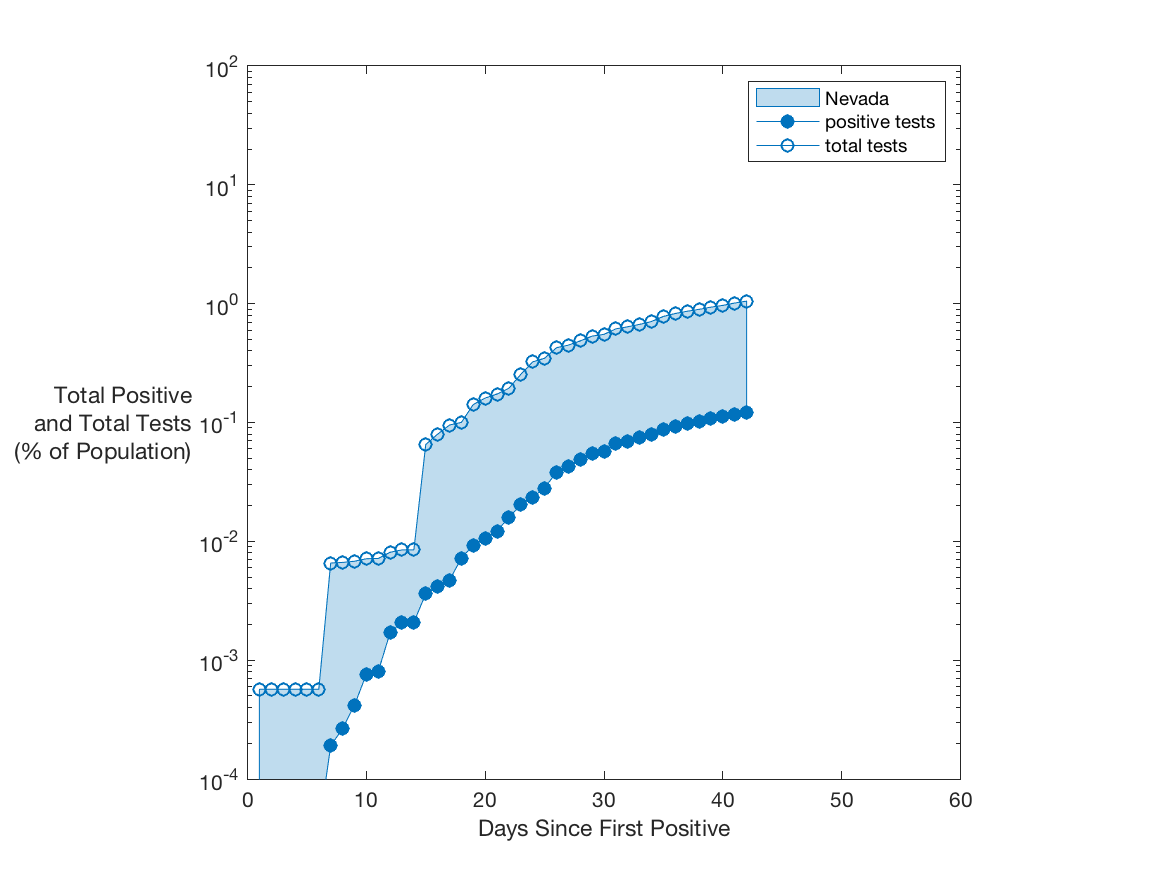 10^2
10^1
10^0
10^-1
10^-2
10^-3
10^-4
Total Positive
and Total Tests
(% of Population)
Nevada
positive tests
total tests
0 10 20 30 40 50 60
Days Since First Positive